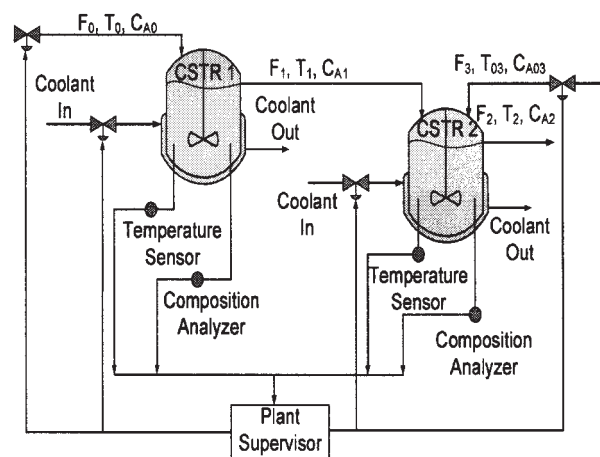 F0, T0, CA0
CSTR 1
F1, T1, CA1
F3, T03, CA03
Coolant
In
Coolant
Out
CSTR 2
F2, T2, CA2
Coolant
In
Coolant
Out
Temperature
Sensor
Temperature
Sensor
Composition
Analyzer
Composition
Analyzer
Plant
Supervisor